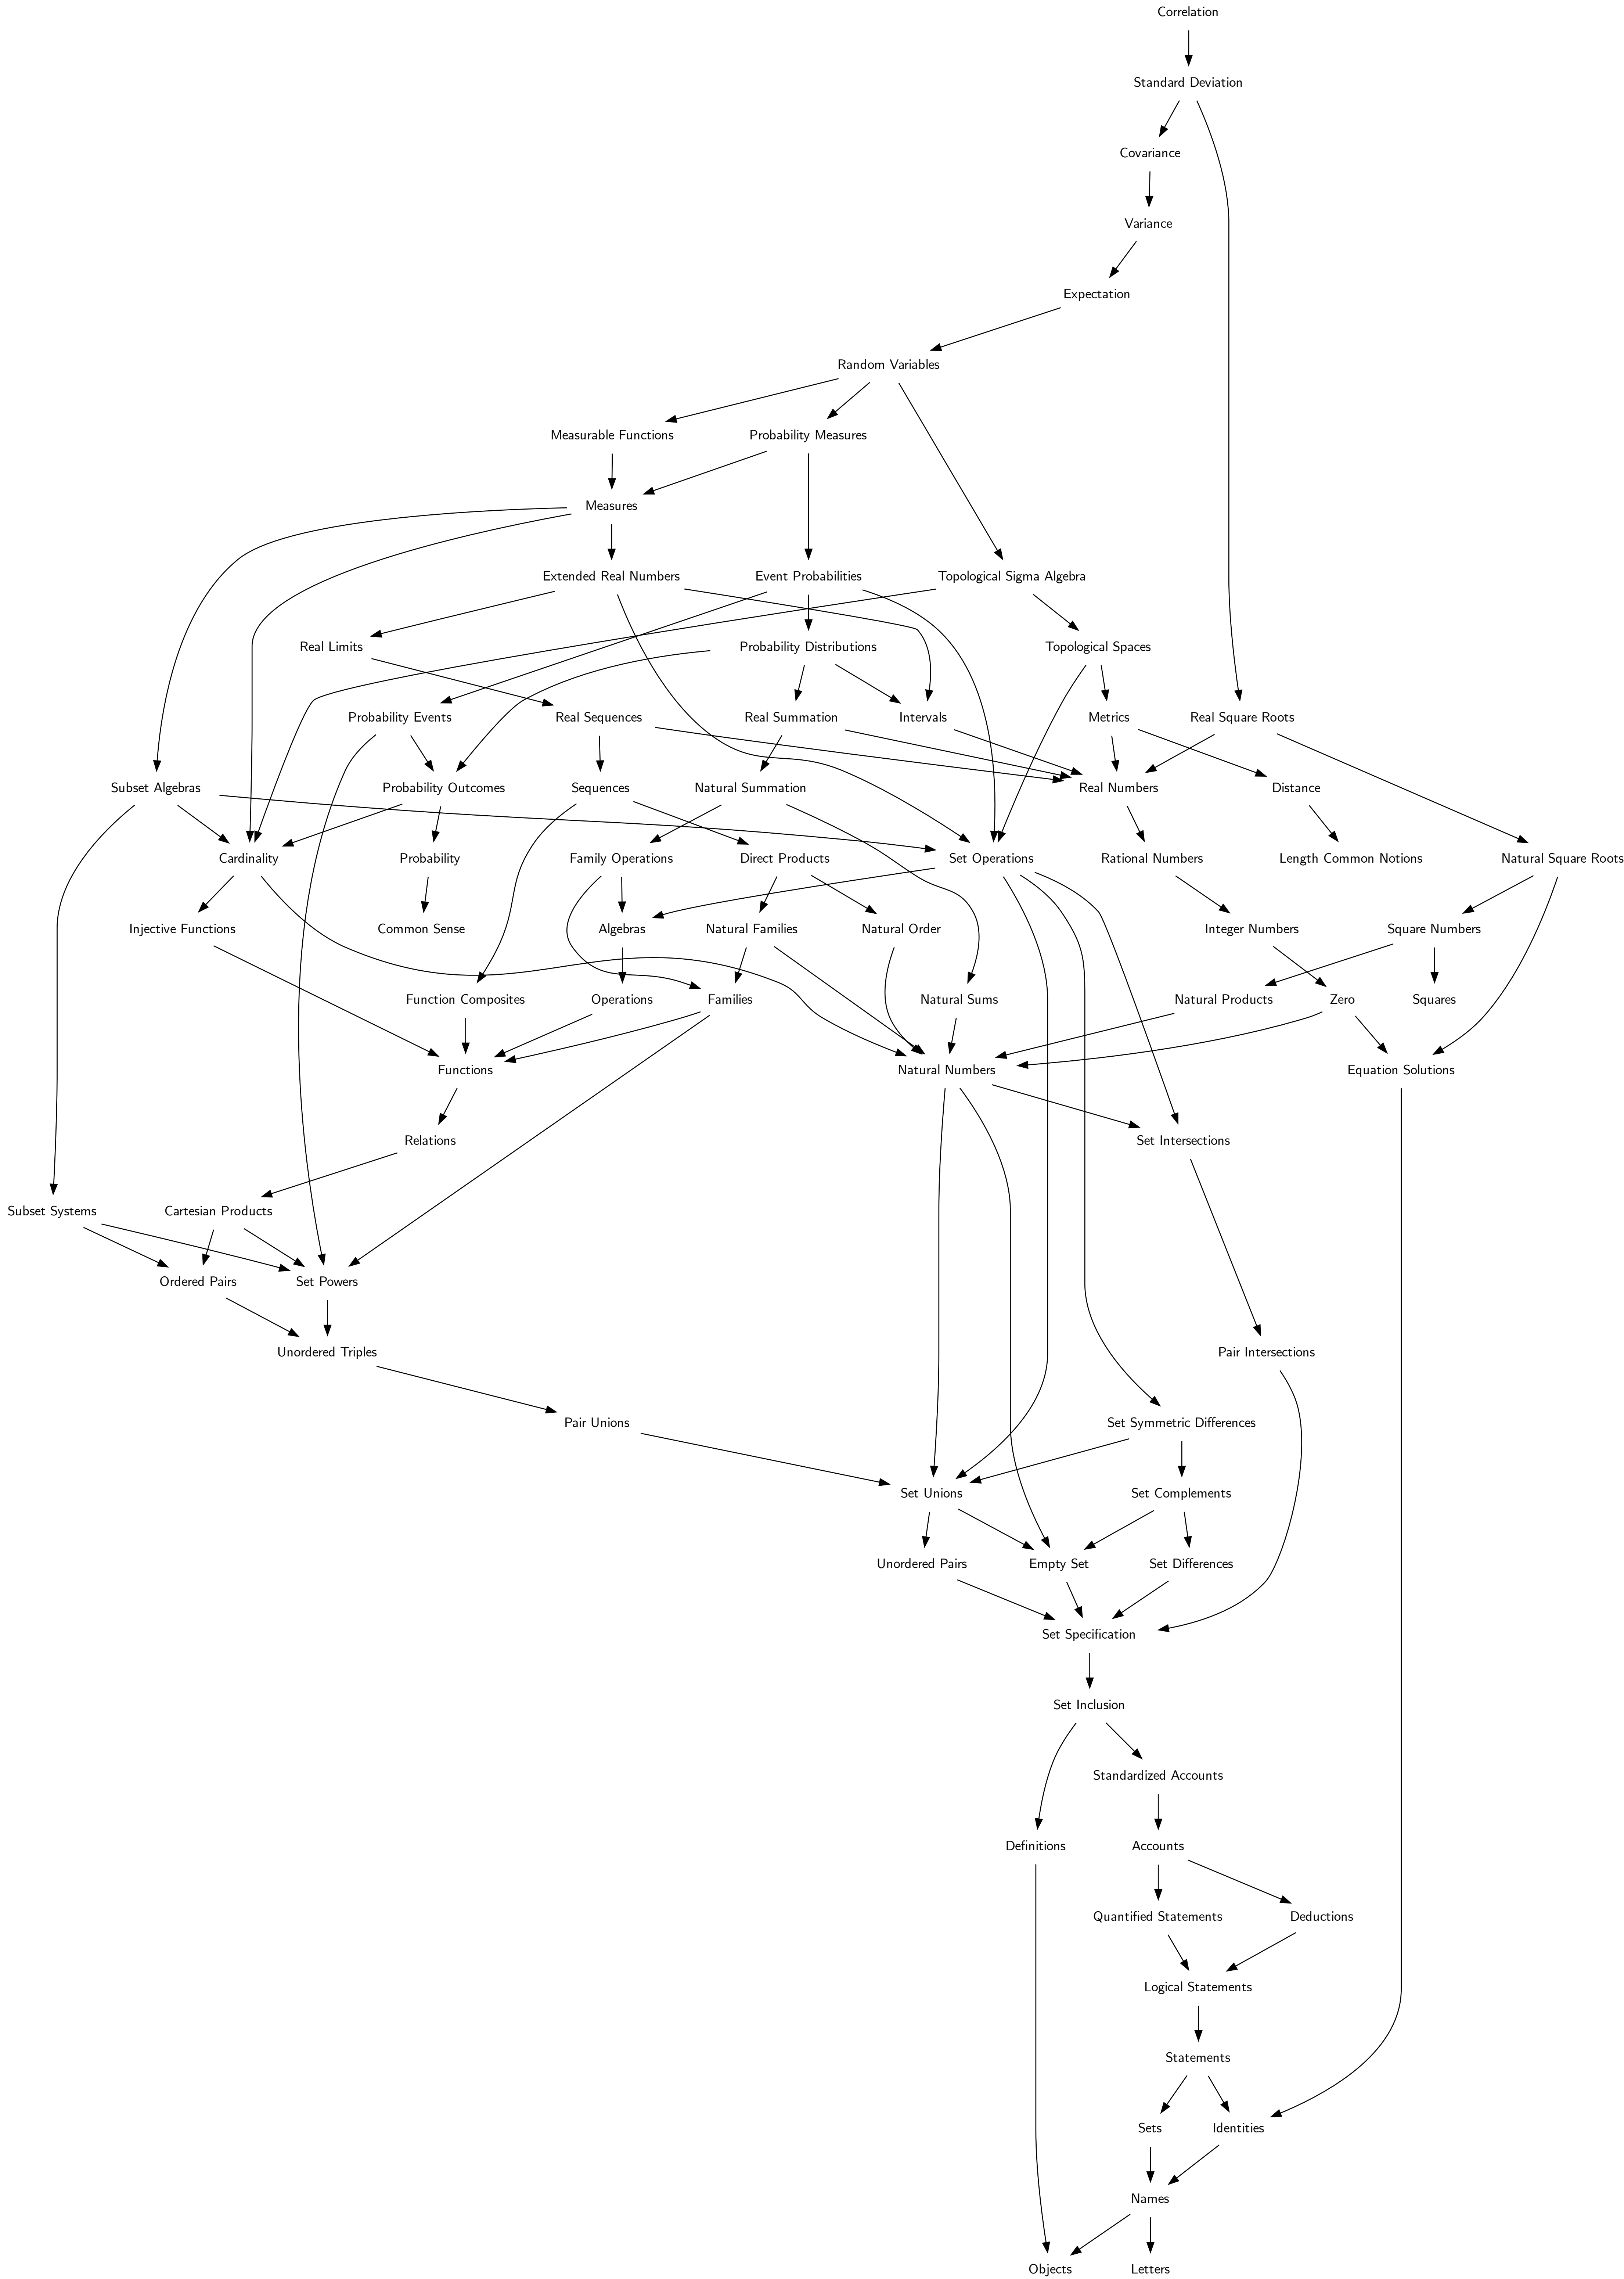 Correlation
Standard Deviation
Covariance
Variance
Expectation
Random Variables
Measurable Functions
Probability Measures
Measures
Extended Real Numbers
Event Probabilities
Topological Sigma Algebra
Real Limits
Probability Distributions
Topological Spaces
Probability Events
Real Sequences
Real Summation
Intervals
Metrics
Real Square Roots
Subset Algebras
Probability Outcomes
Sequences
Natural Summation
Real Numbers
Distance
Cardinality
Probability
Family Operations
Direct Products
Set Operations
Rational Numbers
Length Common Notions
Natural Square Roots
Injective Functions
Common Sense
Algebras
Natural Families
Natural Order
Integer Numbers
Square Numbers
Function Composites
Operations
Families
Natural Sums
Natural Products
Zero
Squares
Functions
Natural Numbers
Equation Solutions
Relations
Set Intersections
Subset Systems
Cartesian Products
Ordered Pairs
Set Powers
Unordered Triples
Pair Intersections
Pair Unions
Set Symmetric Differences
Set Unions
Set Complements
Unordered Pairs
Empty Set
Set Differences
Set Specification
Set Inclusion
Standardized Accounts
Definitions
Accounts
Quantified Statements
Deductions
Logical Statements
Statements
Sets
Identities
Names
Objects
Letters